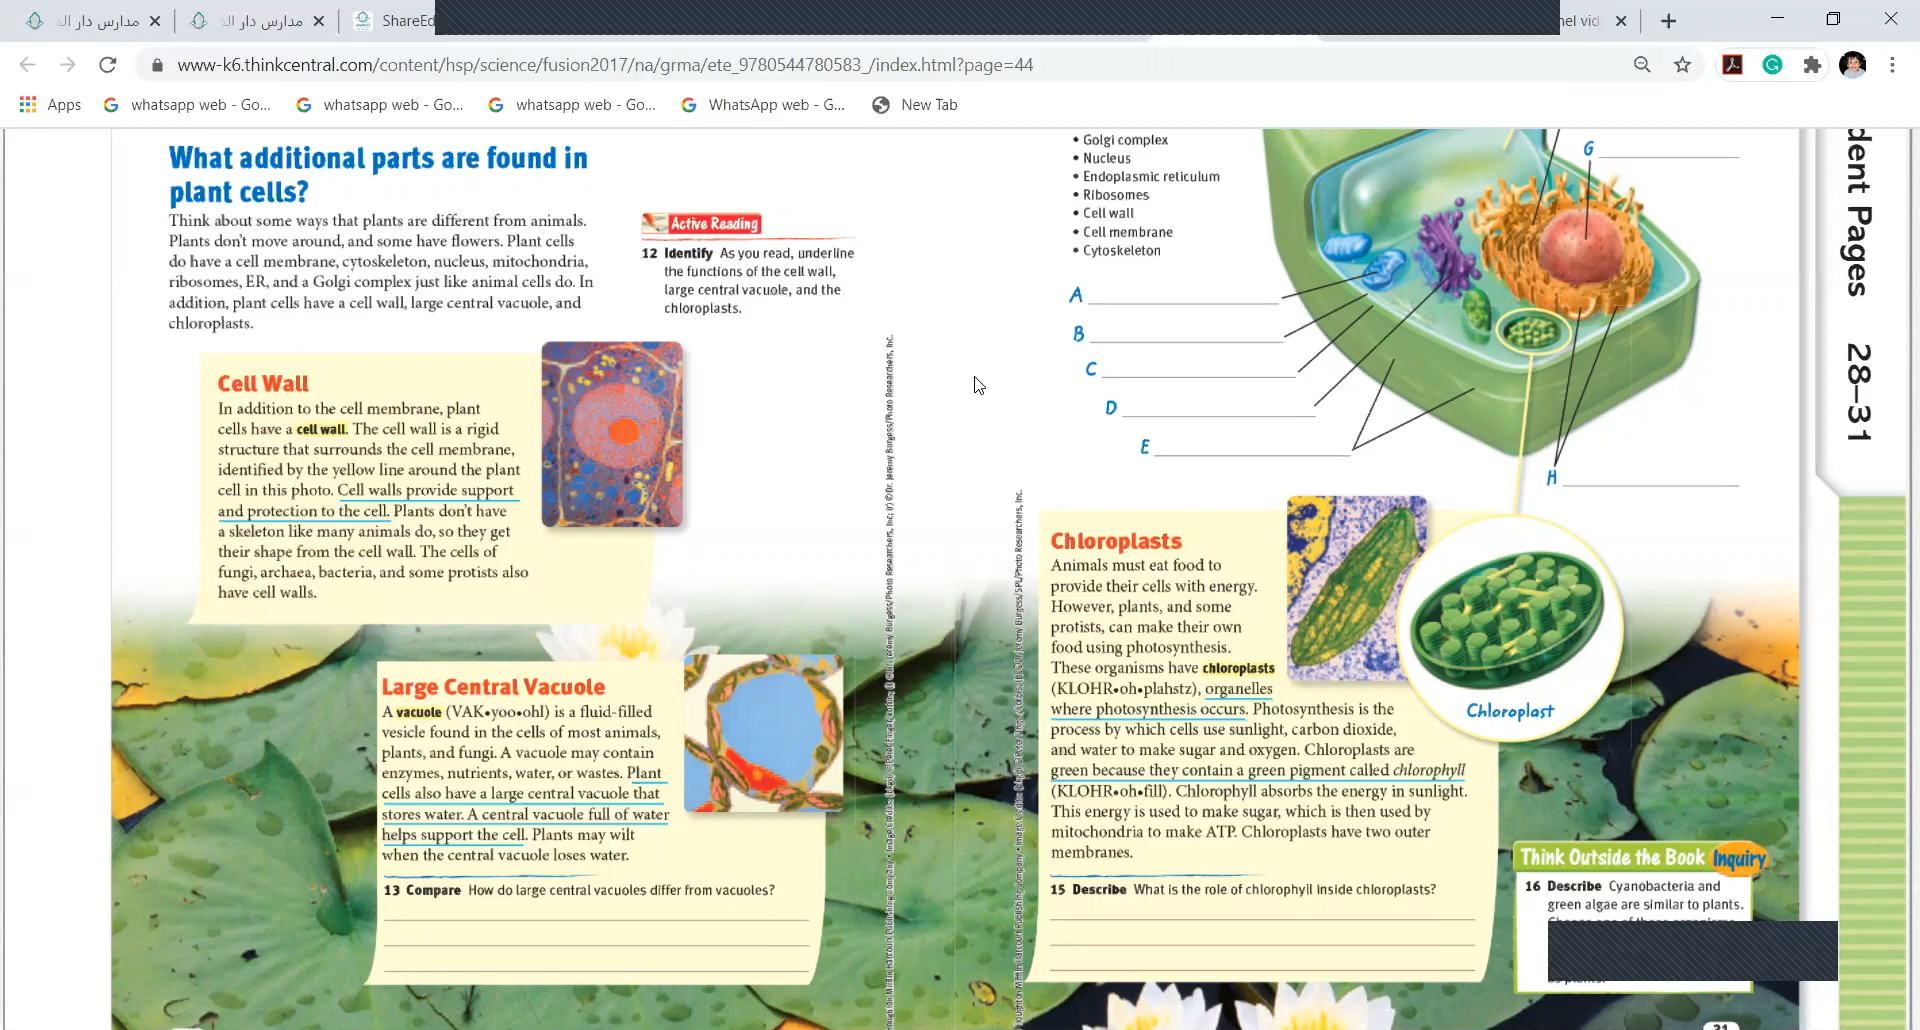 مدارس دار اله
مدارس دار اله
ShareEd
nel vid
www-k6.thinkcentral.com/content/hsp/science/fusion2017/na/grma/ete_9780544780583_/index.html?page=44
Apps
whatsapp web - Go...
whatsapp web - Go...
whatsapp web - Go...
WhatsApp web - G...
New Tab
What additional parts are found in
plant cells?
Think about some ways that plants are different from animals.
Plants don't move around, and some have flowers. Plant cells
do have a cell membrane, cytoskeleton, nucleus, mitochondria,
ribosomes, ER, and a Golgi complex just like animal cells do. In
addition, plant cells have a cell wall, large central vacuole, and
chloroplasts.
Active Reading
12 Identify As you read, underline
the functions of the cell wall,
large central vacuole, and the
chloroplasts.
Cell Wall
In addition to the cell membrane, plant
cells have a cell wall. The cell wall is a rigid
structure that surrounds the cell membrane,
identified by the yellow line around the plant
cell in this photo. Cell walls provide support
and protection to the cell. Plants don't have
a skeleton like many animals do, so they get
their shape from the cell wall. The cells of
fungi, archaea, bacteria, and some protists also
have cell walls.
Large Central Vacuole
A vacuole (VAK•yoo•ohl) is a fluid-filled
vesicle found in the cells of most animals,
plants, and fungi. A vacuole may contain
enzymes, nutrients, water, or wastes. Plant
cells also have a large central vacuole that
stores water. A central vacuole full of water
helps support the cell. Plants may wilt
when the central vacuole loses water.
13 Compare How do large central vacuoles differ from vacuoles?
• Golgi complex
• Nucleus
• Endoplasmic reticulum
• Ribosomes
• Cell wall
• Cell membrane
• Cytoskeleton
A
B
C
D
E
G
H
Chloroplasts
Animals must eat food to
provide their cells with energy.
However, plants, and some
protists, can make their own
food using photosynthesis.
These organisms have chloroplasts
(KLOHR•oh•plahstz), organelles
where photosynthesis occurs. Photosynthesis is the
process by which cells use sunlight, carbon dioxide,
and water to make sugar and oxygen. Chloroplasts are
green because they contain a green pigment called chlorophyll
(KLOHR•oh•fill). Chlorophyll absorbs the energy in sunlight.
This energy is used to make sugar, which is then used by
mitochondria to make ATP. Chloroplasts have two outer
membranes.
Chloroplast
15 Describe What is the role of chlorophyll inside chloroplasts?
Think Outside the Book Inquiry
16 Describe Cyanobacteria and
green algae are similar to plants.
dent Pages 28–31